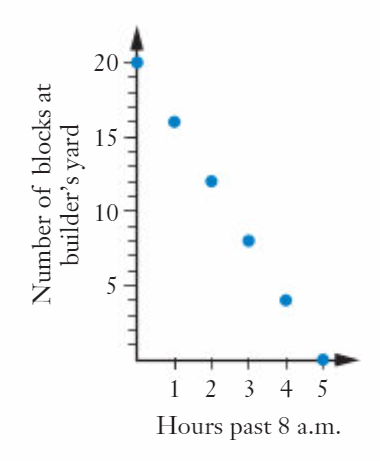 Number of blocks at
builder's yard
20
15
10
5
1 2 3 4 5
Hours past 8 a.m.